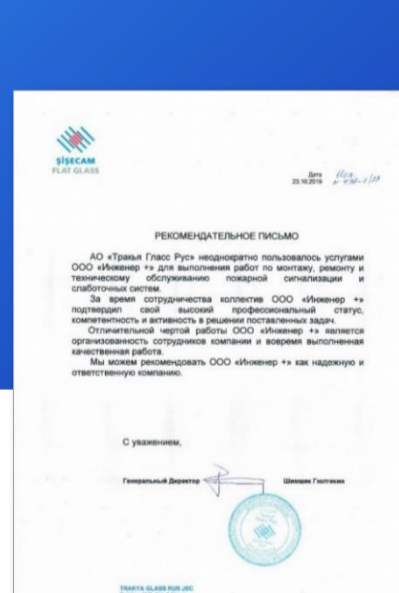 ŞİŞECAM
FLAT GLASS
Дата
23.10.2019
РЕКОМЕНДАТЕЛЬНОЕ ПИСЬМО
АО «Тракья Гласс Рус» неоднократно пользовалось услугами
ООО «Инженер +» для выполнения работ по монтажу, ремонту и
техническому обслуживанию пожарной сигнализации и
слаботочных систем.
За время сотрудничества коллектив ООО «Инженер +»
подтвердил свой высокий профессиональный статус,
компетентность и активность в решении поставленных задач.
Отличительной чертой работы ООО «Инженер +» является
организованность сотрудников компании и вовремя выполненная
качественная работа.
Мы можем рекомендовать ООО «Инженер +» как надежную и
ответственную компанию.
С уважением,
Генеральный Директор Шимшек Гюлтекин
TRAKYA GLASS RUS JSC